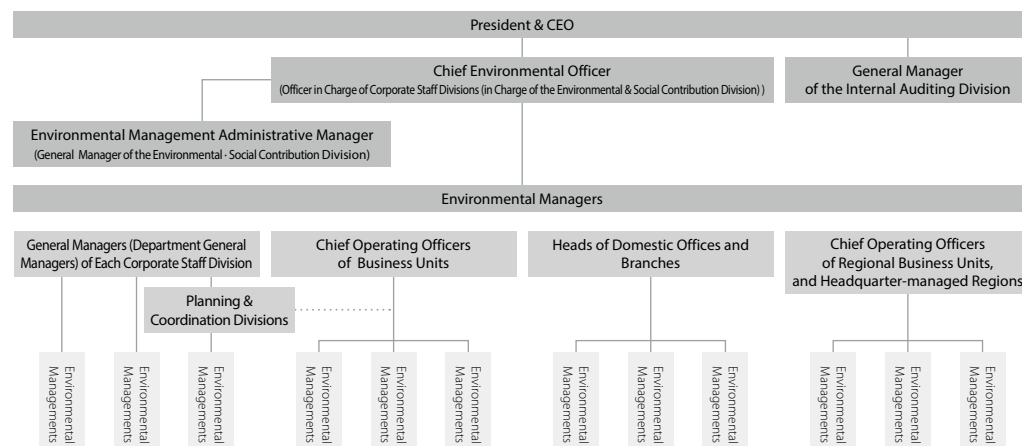 President & CEO
Chief Environmental Officer
(Officer in Charge of Corporate Staff Divisions (in Charge of the Environmental & Social Contribution Division) )
General Manager
of the Internal Auditing Division
Environmental Management Administrative Manager
(General Manager of the Environmental · Social Contribution Division)
Environmental Managers
General Managers (Department General
Managers) of Each Corporate Staff Division
Chief Operating Officers
of Business Units
Heads of Domestic Offices and
Branches
Chief Operating Officers
of Regional Business Units,
and Headquarter-managed Regions
Planning &
Coordination Divisions
Environmental
Managements
Environmental
Managements
Environmental
Managements
Environmental
Managements
Environmental
Managements
Environmental
Managements
Environmental
Managements
Environmental
Managements
Environmental
Managements
Environmental
Managements
Environmental
Managements
Environmental
Managements